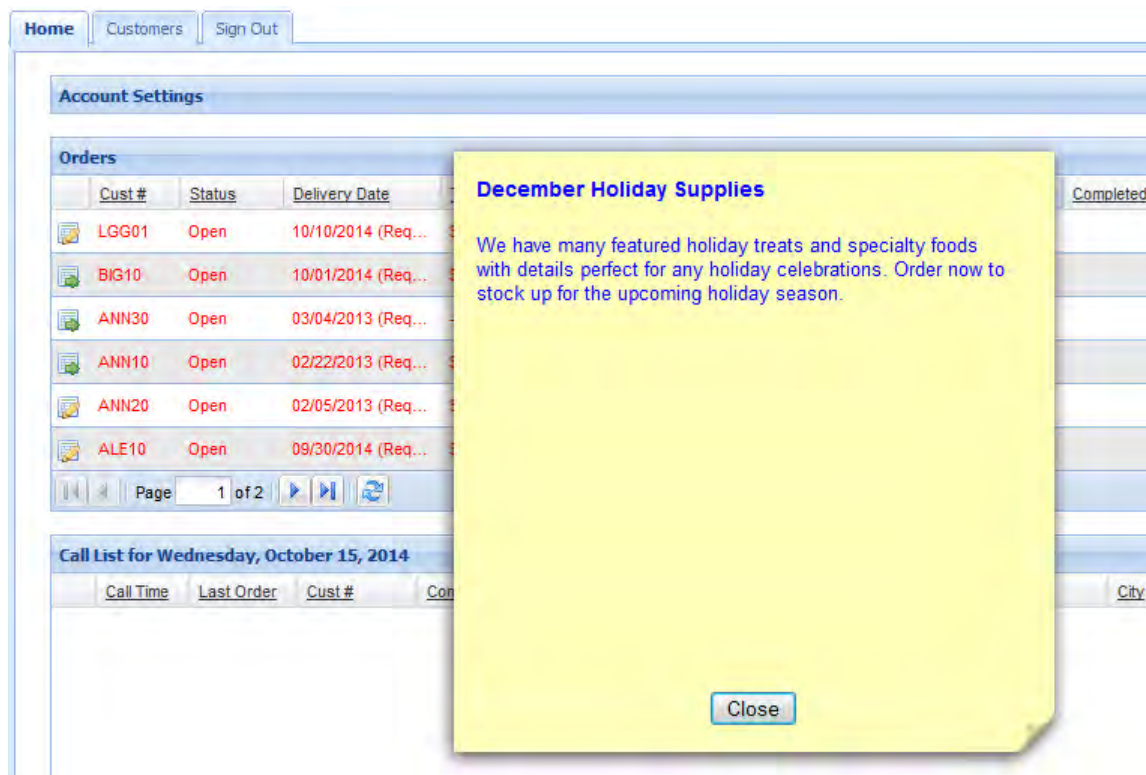 Home Customers Sign Out
Account Settings
Orders
Cust # Status Delivery Date Completed
LGG01 Open 10/10/2014 (Req...
BIG10 Open 10/01/2014 (Req...
ANN30 Open 03/04/2013 (Req...
ANN10 Open 02/22/2013 (Req...
ANN20 Open 02/05/2013 (Req...
ALE10 Open 09/30/2014 (Req...
Page 1 of 2
December Holiday Supplies
We have many featured holiday treats and specialty foods
with details perfect for any holiday celebrations. Order now to
stock up for the upcoming holiday season.
Close
Call List for Wednesday, October 15, 2014
Call Time Last Order Cust # City